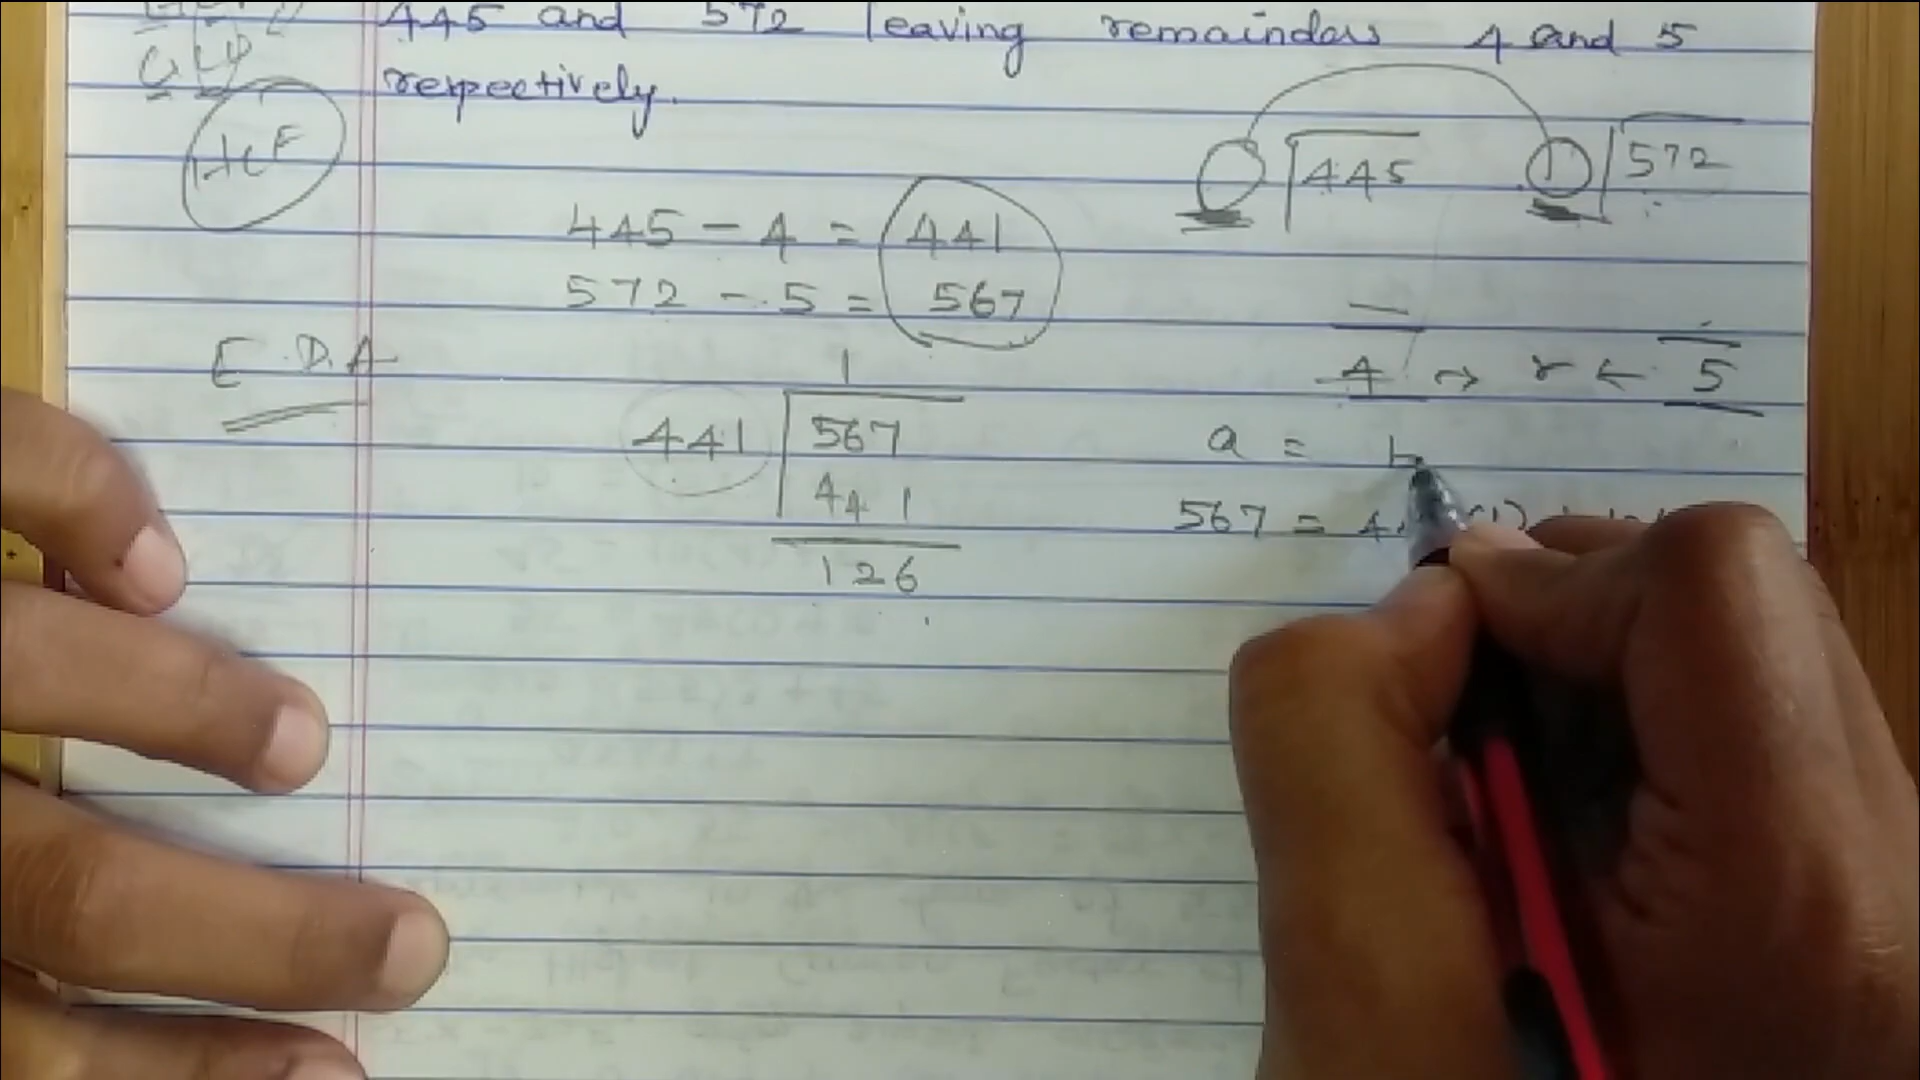 445 and 572 leaving remainders 4 and 5
respectively.
HCF
445 572
445 - 4 = 441
572 - 5 = 567
4 → r ← 5
E.D.A
1
441 567
441
126
a = b
567 =